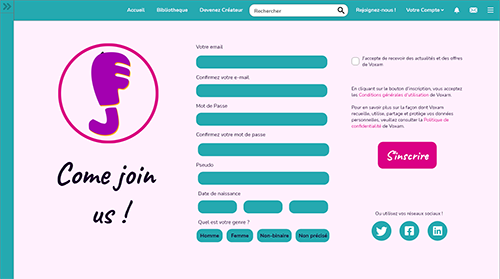 Accueil Bibliotheque Devenez Créateur Rechercher Rejoignez-nous ! Votre Compte
Votre email
Confirmez votre e-mail
Mot de Passe
Confirmez votre mot de passe
Pseudo
Date de naissance
Quel est votre genre ?
Homme Femme Non-binaire Non précisé
Come join
us !
J'accepte de recevoir des actualités et des offres
de Voxam.
En cliquant sur le bouton d'inscription, vous acceptez
les Conditions générales d'utilisation de Voxam.
Pour en savoir plus sur la façon dont Voxam
recueille, utilise, partage et protège vos données
personnelles, veuillez consulter la Politique de
confidentialité de Voxam.
S'inscrire
Ou utilisez vos réseaux sociaux !